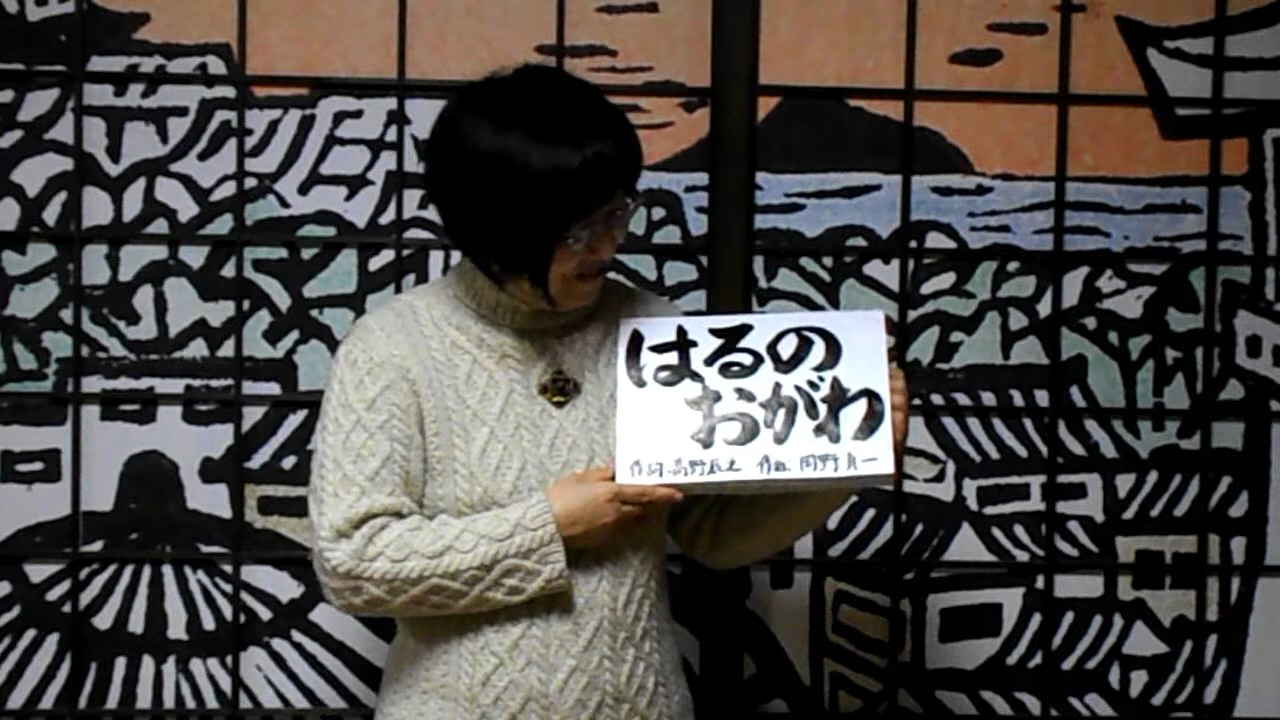 はるの
おがわ
作詞 高野辰之 作曲 岡野貞一